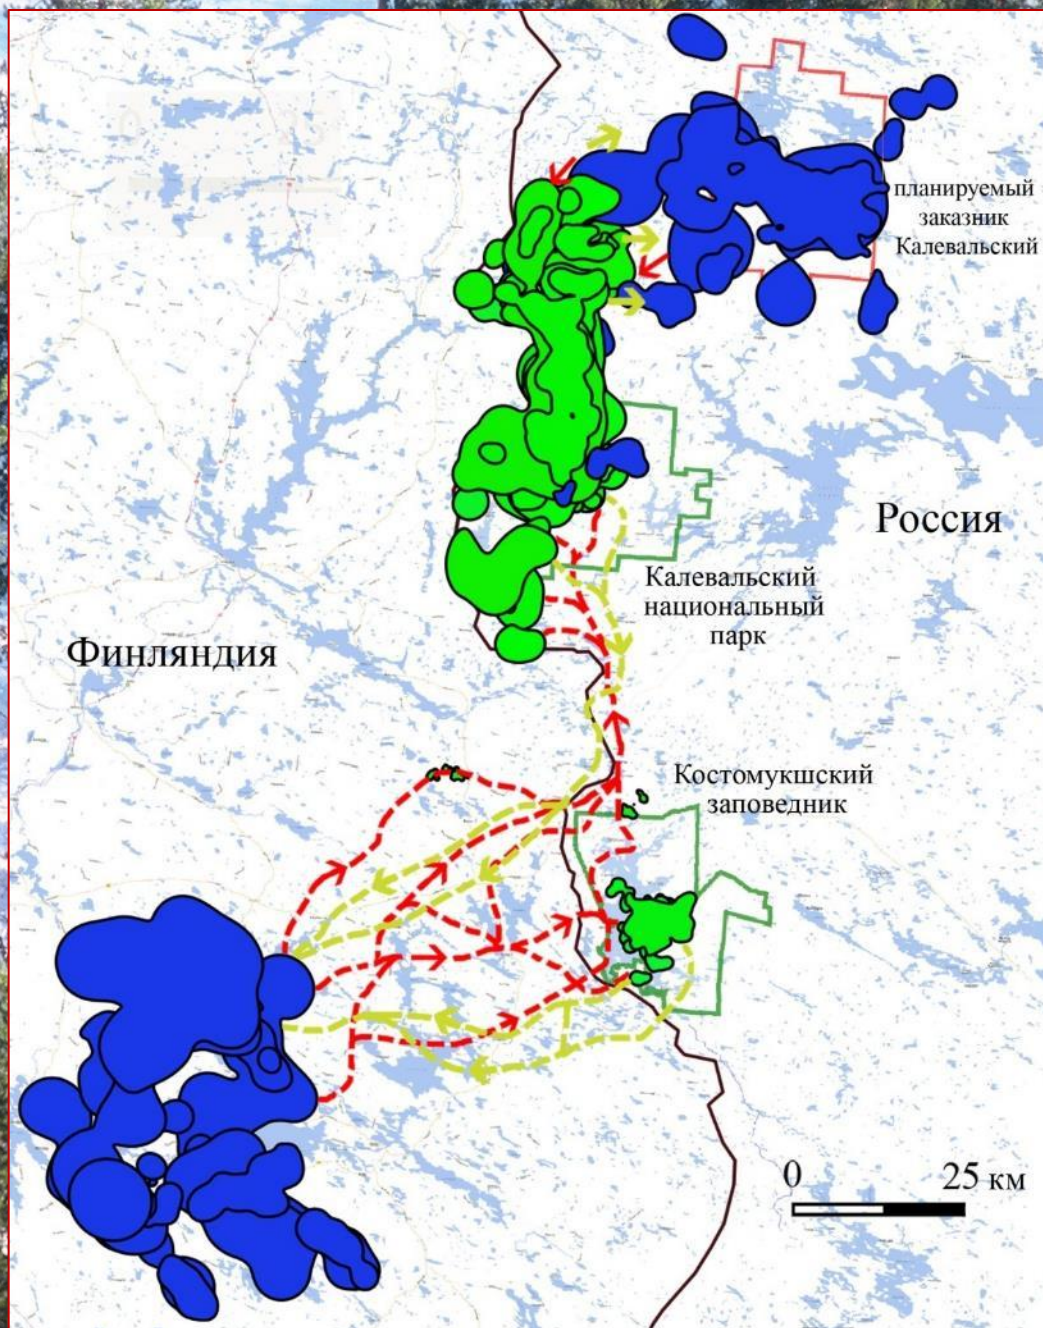 планируемый
заказник
Калевальский
Россия
Калевальский
национальный
парк
Финляндия
Костомукшский
заповедник
0
25 км